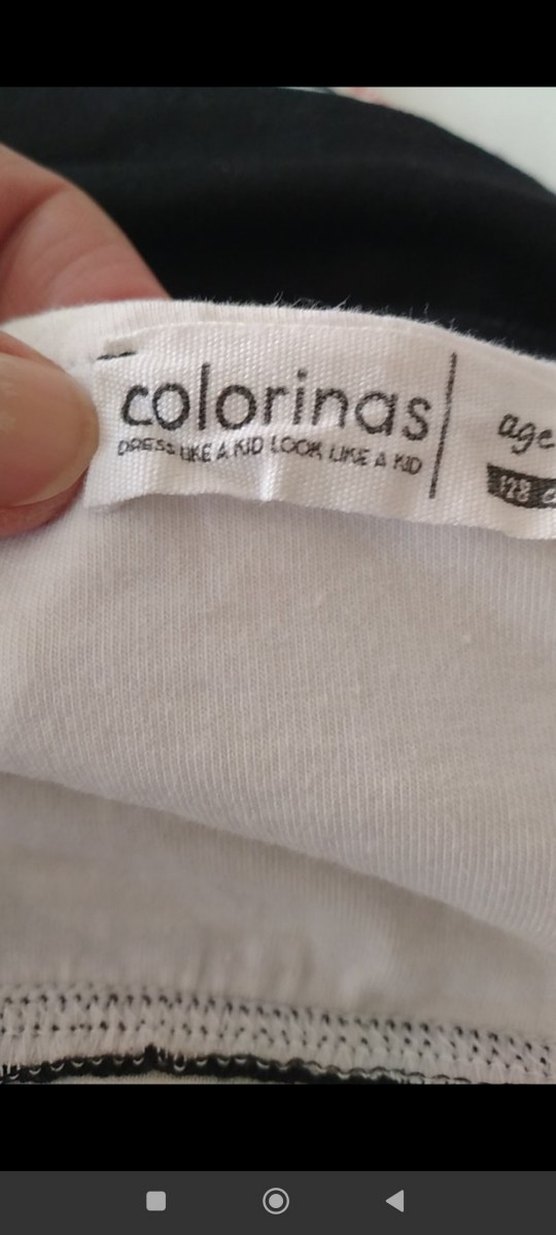 colorinas
DRESS LIKE A KID LOOK LIKE A KID
age
128